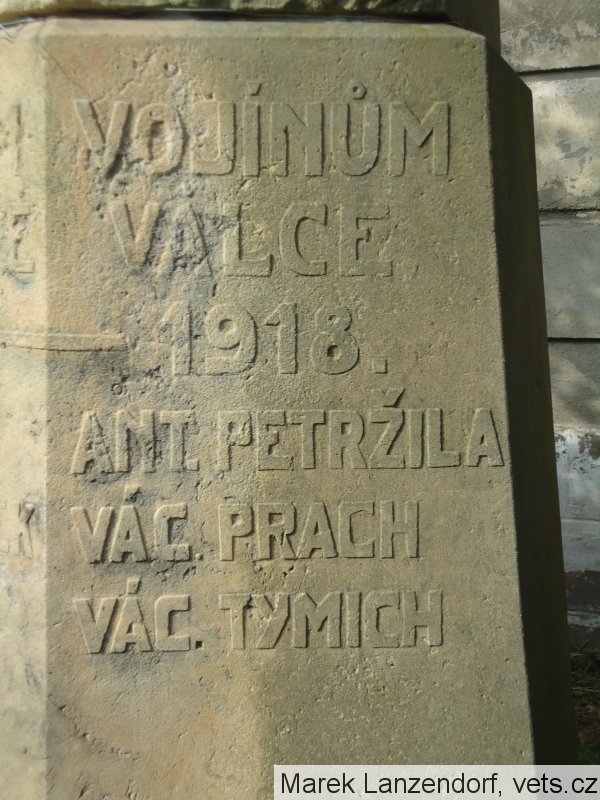 VOJÍNŮM
VÁLCE
1918.
ANT. PETRŽILA
VÁC. PRACH
VÁC. TYMICH
Marek Lanzendorf, vets.cz